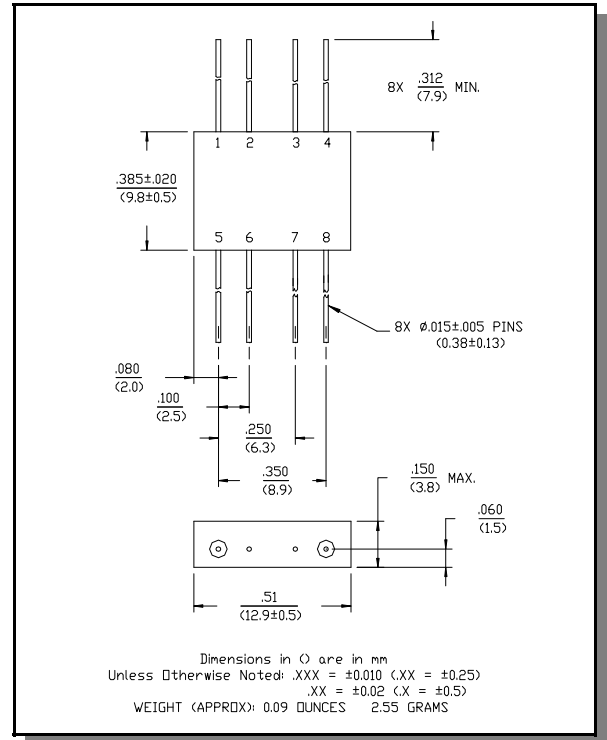 .312
8X MIN.
(7.9)
1 2 3 4
.385±.020
(9.8±0.5)
5 6 7 8
8X Ø.015±.005 PINS
(0.38±0.13)
.080
(2.0)
.100
(2.5)
.250
(6.3)
.350
(8.9)
.150
MAX.
(3.8)
.060
(1.5)
.51
(12.9±0.5)
Dimensions in () are in mm
Unless Otherwise Noted: .XXX = ±0.010 (.XX = ±0.25)
.XX = ±0.02 (.X = ±0.5)
WEIGHT (APPROX): 0.09 OUNCES 2.55 GRAMS